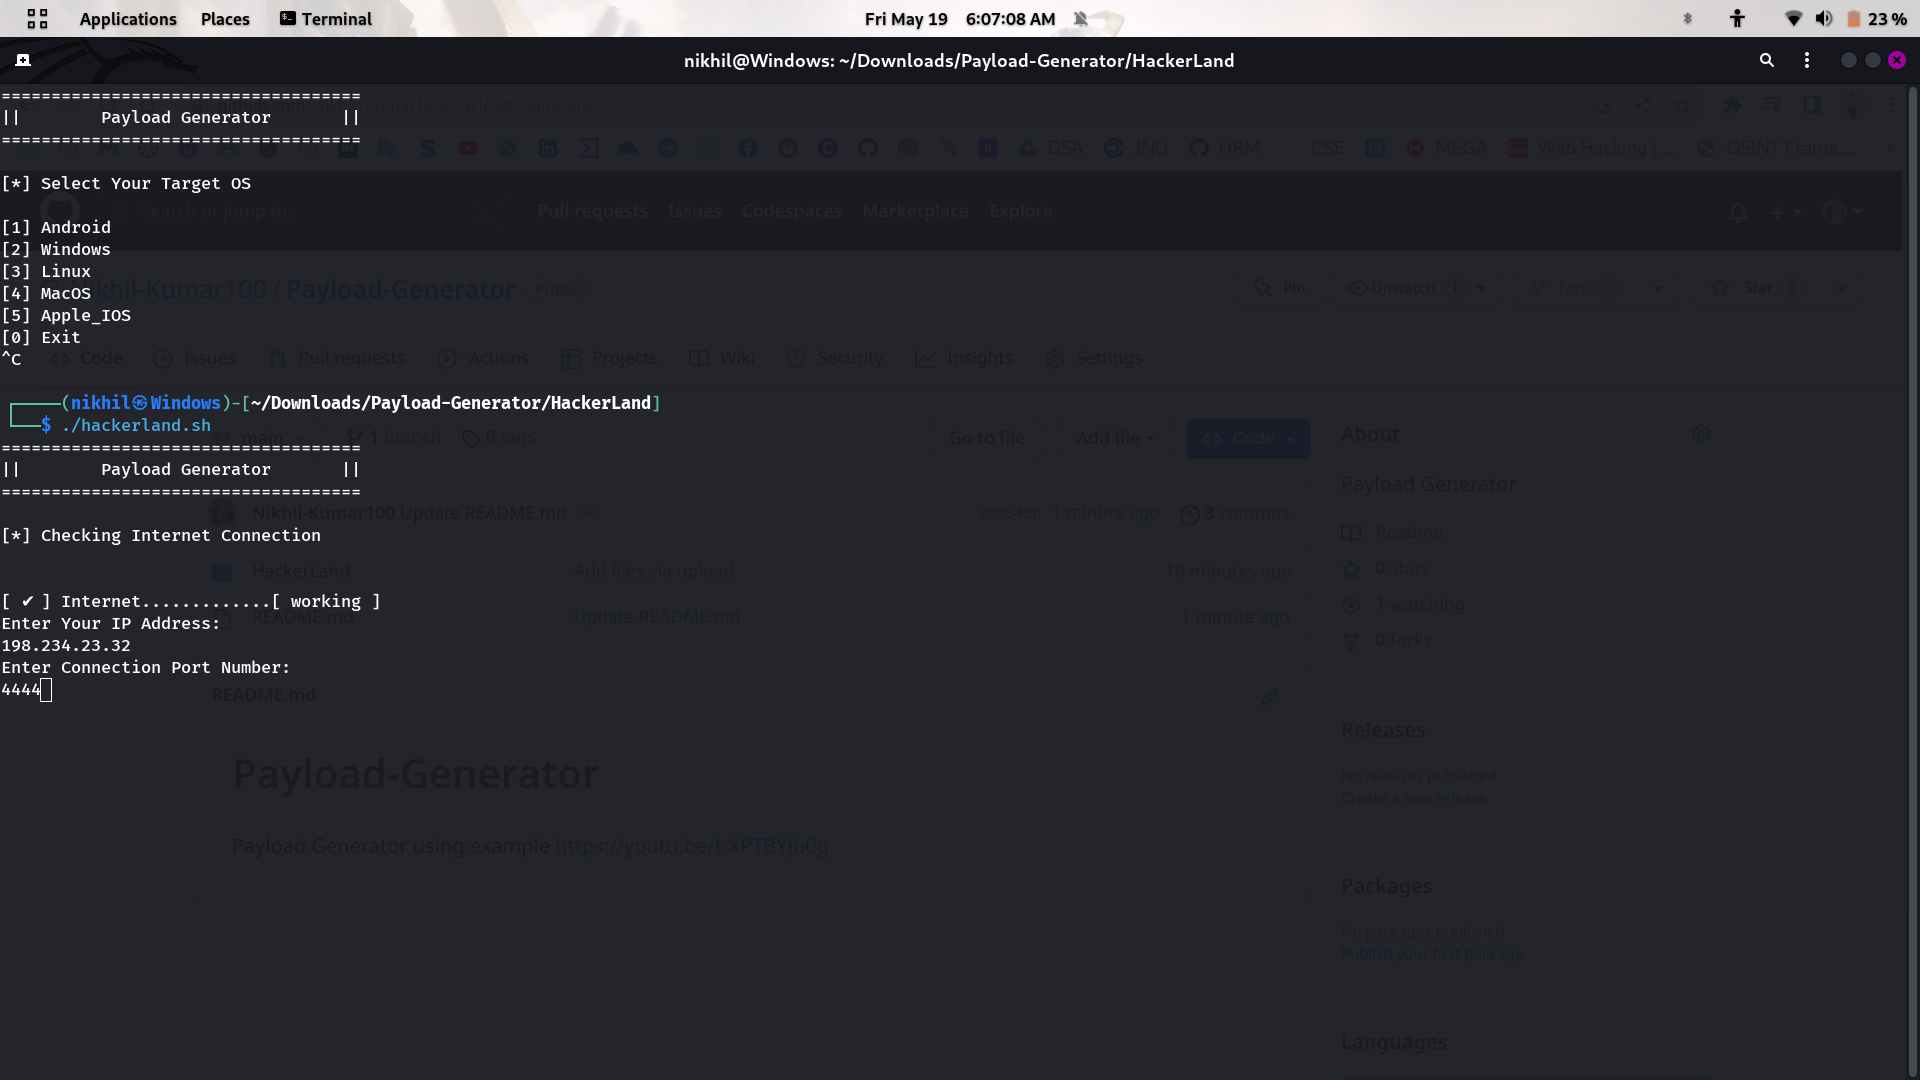 Applications Places Terminal Fri May 19 6:07:08 AM 23 %
nikhil@Windows: ~/Downloads/Payload-Generator/HackerLand
====================================
github.com/Nikhil-Kumar100/Payload-Generator
|| Payload Generator ||
====================================
DSA JNU HRM CSE MEGA Web Hacking |... OSINT Frame...
[*] Select Your Target OS
Search or jump to... Pull requests Issues Codespaces Marketplace Explore
[1] Android
[2] Windows
[3] Linux
Nikhil-Kumar100 / Payload-Generator Public Pin Unwatch 1 Fork 0 Star 0
[4] MacOS
[5] Apple_IOS
[0] Exit
^C
Code Issues Pull requests Actions Projects Wiki Security Insights Settings
(nikhil㉿Windows)-[~/Downloads/Payload-Generator/HackerLand]
$ ./hackerland.sh
main 1 branch 0 tags Go to file Add file Code About
====================================
|| Payload Generator ||
====================================
Payload Generator
Nikhil-Kumar100 Update README.md 1 minute ago 3 commits
[*] Checking Internet Connection
Readme
HackerLand Add files via upload 16 minutes ago
0 stars
[ ✔ ] Internet.............[ working ]
1 watching
README.md Update README.md 1 minute ago
Enter Your IP Address:
198.234.23.32
0 forks
Enter Connection Port Number:
4444
README.md
Releases
Payload-Generator
No releases published
Create a new release
Payload Generator using example https://youtu.be/t-XPTBYJb0g
Packages
No packages published
Publish your first package
Languages